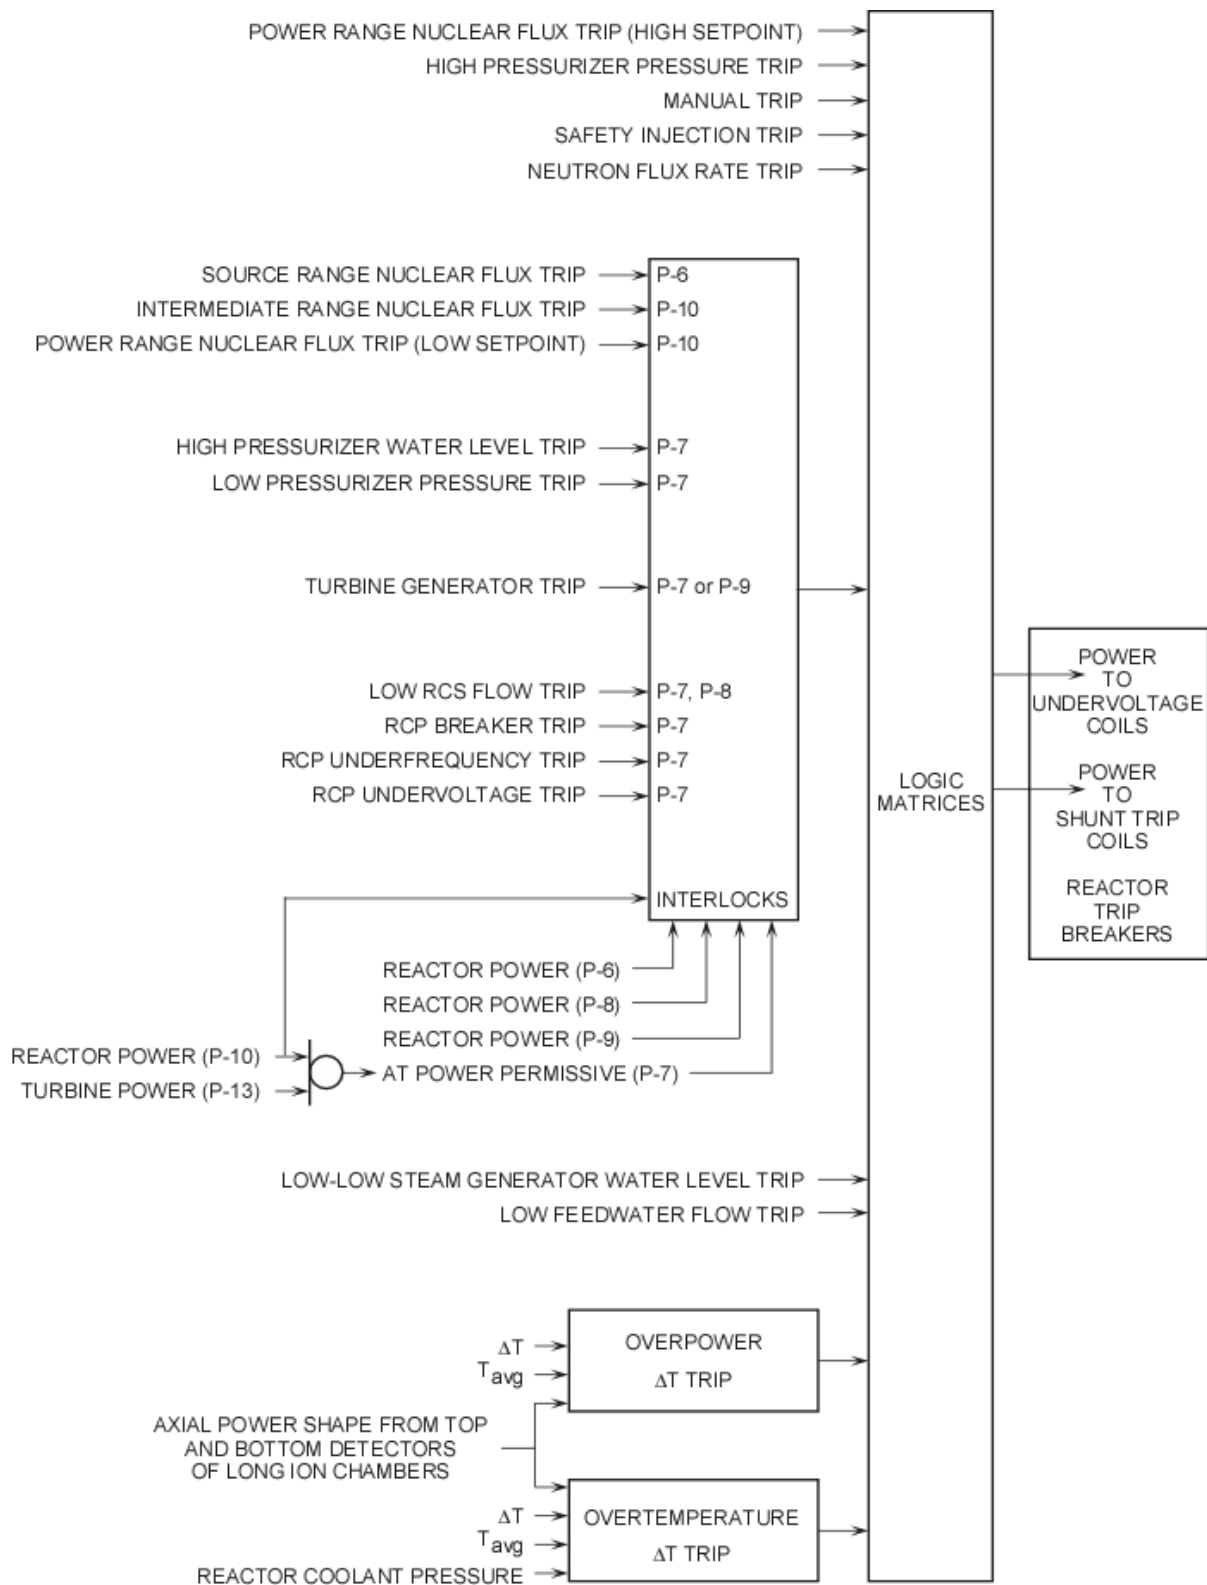 POWER RANGE NUCLEAR FLUX TRIP (HIGH SETPOINT)
HIGH PRESSURIZER PRESSURE TRIP
MANUAL TRIP
SAFETY INJECTION TRIP
NEUTRON FLUX RATE TRIP
SOURCE RANGE NUCLEAR FLUX TRIP P-6
INTERMEDIATE RANGE NUCLEAR FLUX TRIP P-10
POWER RANGE NUCLEAR FLUX TRIP (LOW SETPOINT) P-10
HIGH PRESSURIZER WATER LEVEL TRIP P-7
LOW PRESSURIZER PRESSURE TRIP P-7
TURBINE GENERATOR TRIP P-7 or P-9
LOW RCS FLOW TRIP P-7, P-8
RCP BREAKER TRIP P-7
RCP UNDERFREQUENCY TRIP P-7
RCP UNDERVOLTAGE TRIP P-7
INTERLOCKS
REACTOR POWER (P-6)
REACTOR POWER (P-8)
REACTOR POWER (P-9)
REACTOR POWER (P-10)
TURBINE POWER (P-13)
AT POWER PERMISSIVE (P-7)
LOGIC
MATRICES
POWER
TO
UNDERVOLTAGE
COILS
POWER
TO
SHUNT TRIP
COILS
REACTOR
TRIP
BREAKERS
LOW-LOW STEAM GENERATOR WATER LEVEL TRIP
LOW FEEDWATER FLOW TRIP
ΔT
Tavg
OVERPOWER
ΔT TRIP
AXIAL POWER SHAPE FROM TOP
AND BOTTOM DETECTORS
OF LONG ION CHAMBERS
ΔT
Tavg
REACTOR COOLANT PRESSURE
OVERTEMPERATURE
ΔT TRIP